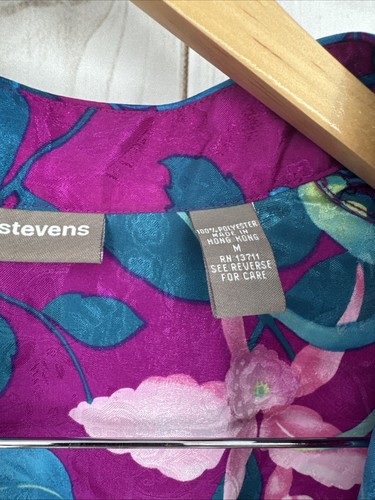 stevens
100% POLYESTER
MADE IN
HONG KONG
M
RN 13711
SEE REVERSE
FOR CARE